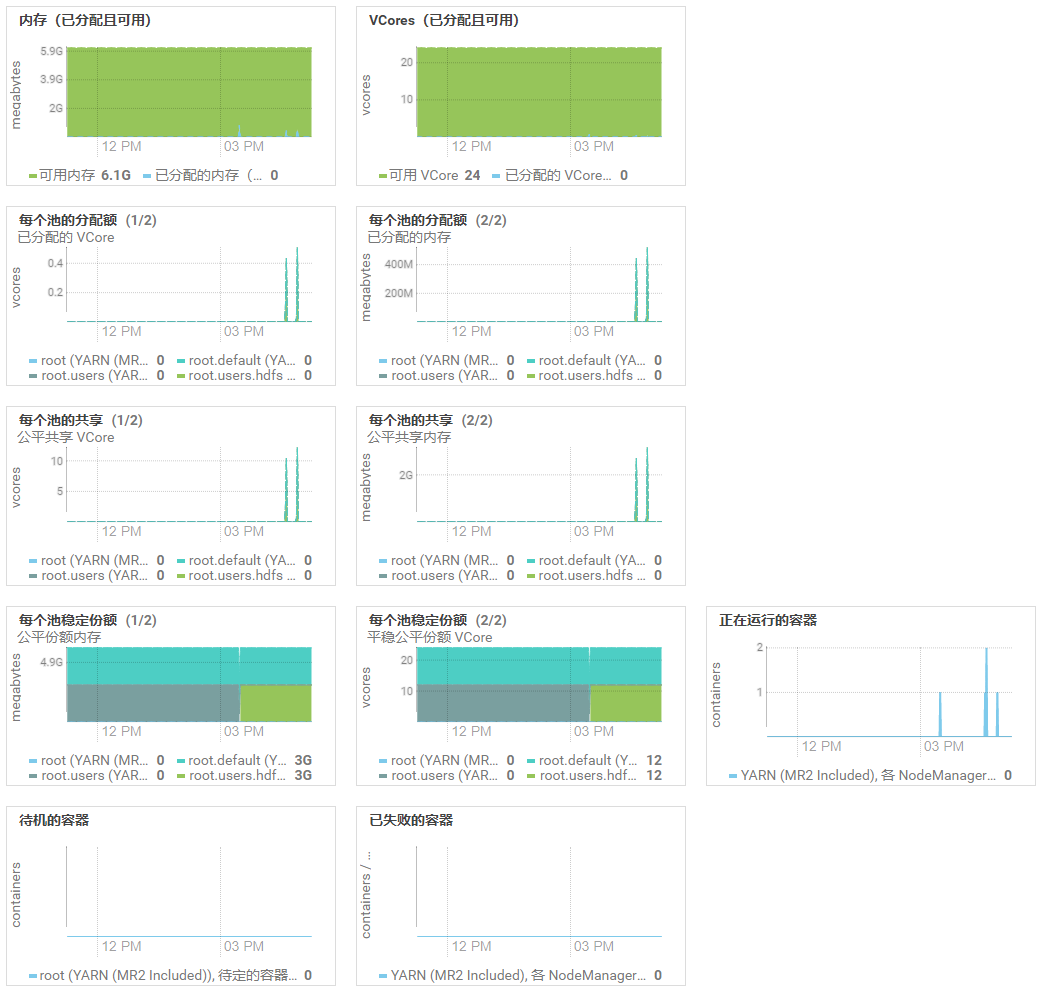 内存（已分配且可用）
megabytes
5.9G
3.9G
2G
12 PM
03 PM
可用内存 6.1G 已分配的内存（... 0
VCores（已分配且可用）
vcores
20
10
12 PM
03 PM
可用 VCore 24 已分配的 VCore... 0
每个池的分配额（1/2）
已分配的 VCore
vcores
0.4
0.2
12 PM
03 PM
root (YARN (MR... 0 root.default (YA... 0
root.users (YAR... 0 root.users.hdfs ... 0
每个池的分配额（2/2）
已分配的内存
megabytes
400M
200M
12 PM
03 PM
root (YARN (MR... 0 root.default (YA... 0
root.users (YAR... 0 root.users.hdfs ... 0
每个池的共享（1/2）
公平共享 VCore
vcores
10
5
12 PM
03 PM
root (YARN (MR... 0 root.default (YA... 0
root.users (YAR... 0 root.users.hdfs ... 0
每个池的共享（2/2）
公平共享内存
megabytes
2G
12 PM
03 PM
root (YARN (MR... 0 root.default (YA... 0
root.users (YAR... 0 root.users.hdfs ... 0
每个池稳定份额（1/2）
公平份额内存
megabytes
4.9G
12 PM
03 PM
root (YARN (MR... 0 root.default (Y... 3G
root.users (YAR... 0 root.users.hdf... 3G
每个池稳定份额（2/2）
平稳公平份额 VCore
vcores
20
10
12 PM
03 PM
root (YARN (MR... 0 root.default (Y... 12
root.users (YAR... 0 root.users.hdf... 12
正在运行的容器
containers
2
1
12 PM
03 PM
YARN (MR2 Included), 各 NodeManager... 0
待机的容器
containers
12 PM
03 PM
root (YARN (MR2 Included)), 待定的容器... 0
已失败的容器
containers / ...
12 PM
03 PM
YARN (MR2 Included), 各 NodeManager... 0